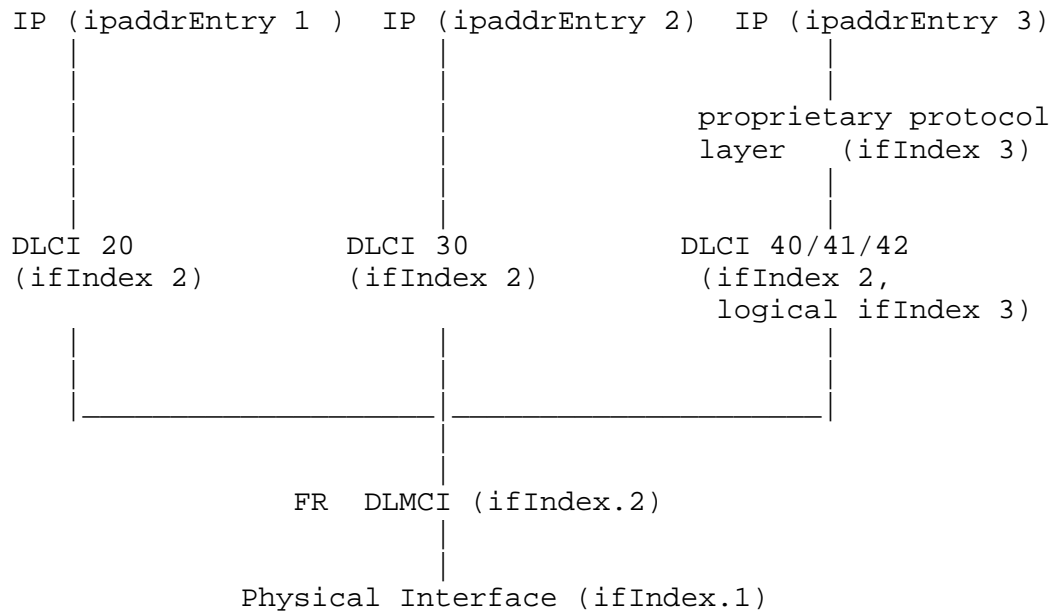 IP (ipaddrEntry 1 )  IP (ipaddrEntry 2)  IP (ipaddrEntry 3)
proprietary protocol
layer   (ifIndex 3)
DLCI 20            DLCI 30            DLCI 40/41/42
(ifIndex 2)        (ifIndex 2)         (ifIndex 2,
logical ifIndex 3)
FR  DLMCI (ifIndex.2)
Physical Interface (ifIndex.1)